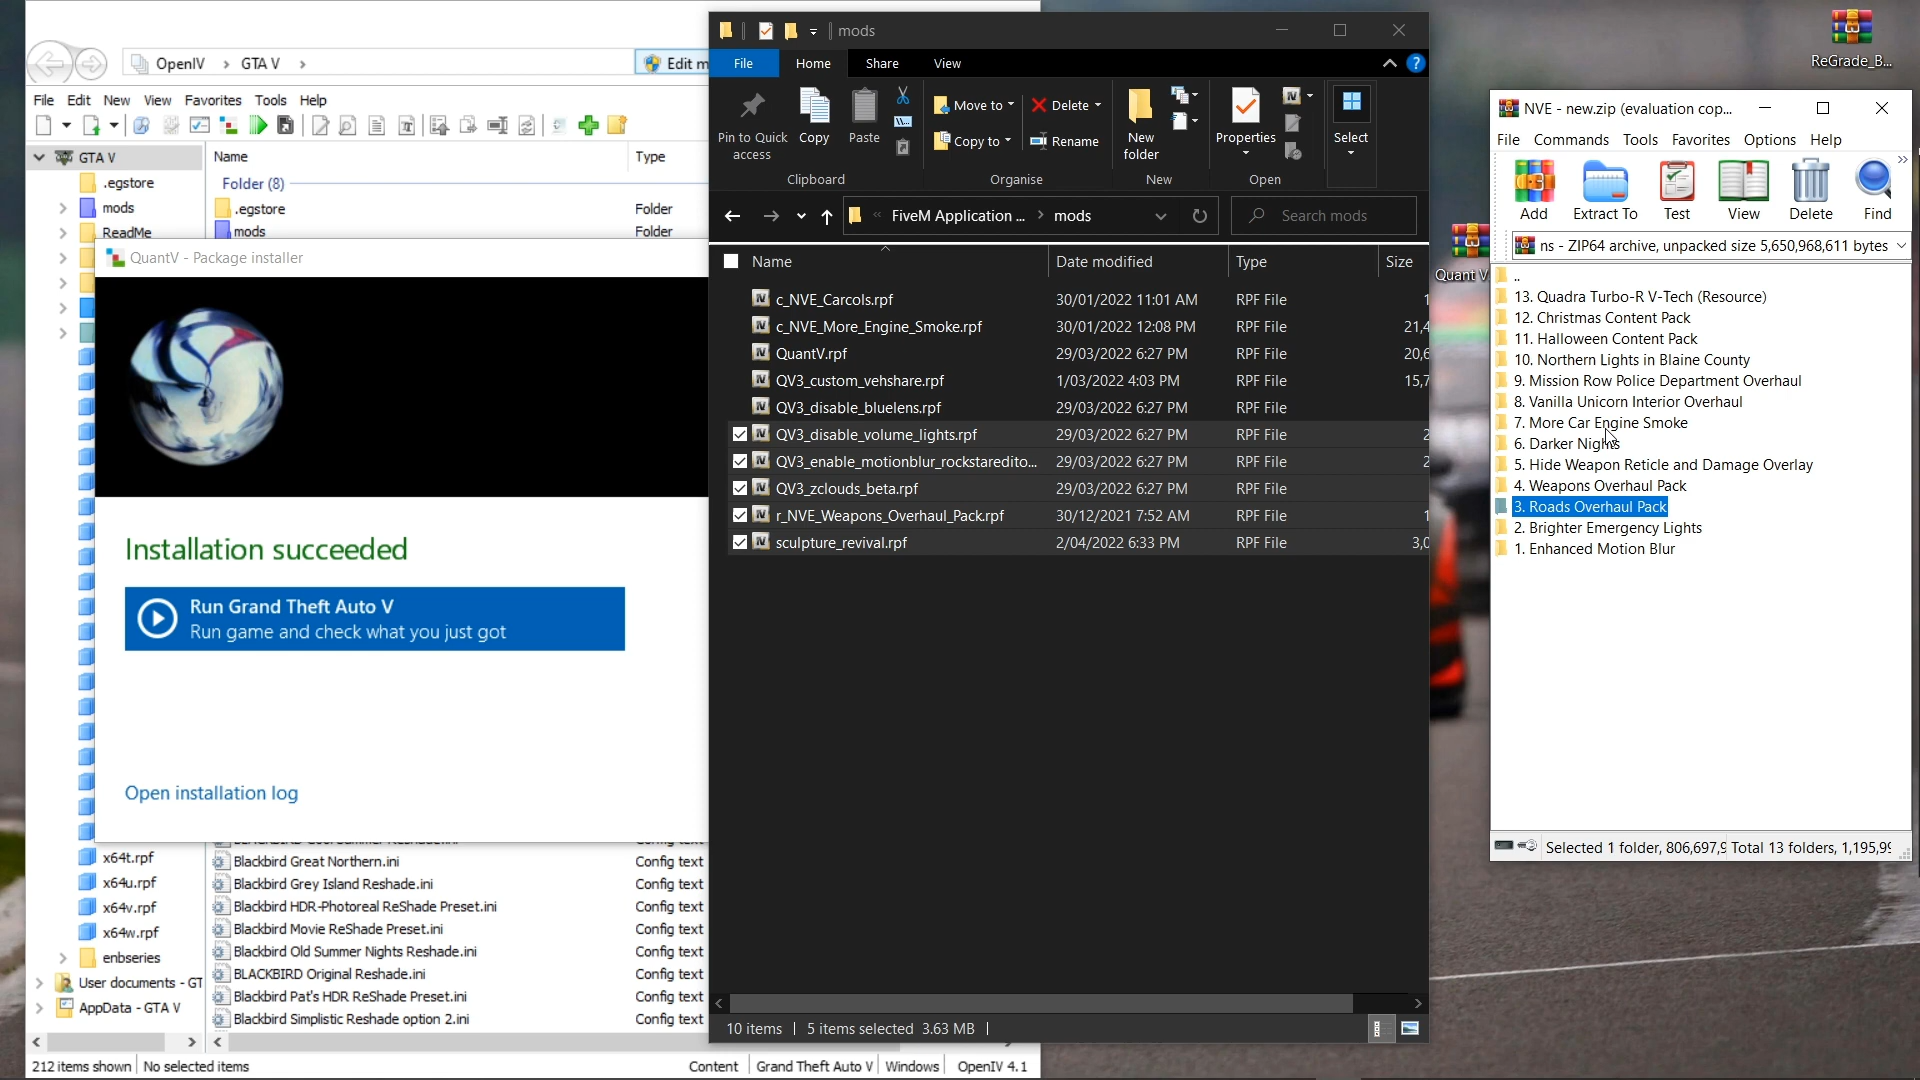 OpenIV > GTA V >
Edit m
File Edit New View Favorites Tools Help
GTA V
.egstore
mods
ReadMe
Name
Type
Folder (8)
.egstore
Folder
mods
Folder
QuantV - Package installer
Installation succeeded
Run Grand Theft Auto V
Run game and check what you just got
Open installation log
x64t.rpf
x64u.rpf
x64v.rpf
x64w.rpf
enbseries
User documents - GT
AppData - GTA V
Blackbird Great Northern.ini
Config text
Blackbird Grey Island Reshade.ini
Config text
Blackbird HDR-Photoreal ReShade Preset.ini
Config text
Blackbird Movie ReShade Preset.ini
Config text
Blackbird Old Summer Nights Reshade.ini
Config text
BLACKBIRD Original Reshade.ini
Config text
Blackbird Pat's HDR ReShade Preset.ini
Config text
Blackbird Simplistic Reshade option 2.ini
Config text
212 items shown
No selected items
Content
Grand Theft Auto V
Windows
OpenIV 4.1
mods
File Home Share View
Pin to Quick access
Copy
Paste
Clipboard
Move to
Copy to
Delete
Rename
Organise
New folder
New
Properties
Open
Select
FiveM Application ... > mods
Search mods
Name Date modified Type Size
c_NVE_Carcols.rpf 30/01/2022 11:01 AM RPF File 1
c_NVE_More_Engine_Smoke.rpf 30/01/2022 12:08 PM RPF File 21,4
QuantV.rpf 29/03/2022 6:27 PM RPF File 20,6
QV3_custom_vehshare.rpf 1/03/2022 4:03 PM RPF File 15,7
QV3_disable_bluelens.rpf 29/03/2022 6:27 PM RPF File
QV3_disable_volume_lights.rpf 29/03/2022 6:27 PM RPF File 2
QV3_enable_motionblur_rockstaredito... 29/03/2022 6:27 PM RPF File 2
QV3_zclouds_beta.rpf 29/03/2022 6:27 PM RPF File
r_NVE_Weapons_Overhaul_Pack.rpf 30/12/2021 7:52 AM RPF File 1
sculpture_revival.rpf 2/04/2022 6:33 PM RPF File 3,0
10 items
5 items selected 3.63 MB
ReGrade_B...
Quant V
NVE - new.zip (evaluation cop...
File Commands Tools Favorites Options Help
Add Extract To Test View Delete Find
ns - ZIP64 archive, unpacked size 5,650,968,611 bytes
..
13. Quadra Turbo-R V-Tech (Resource)
12. Christmas Content Pack
11. Halloween Content Pack
10. Northern Lights in Blaine County
9. Mission Row Police Department Overhaul
8. Vanilla Unicorn Interior Overhaul
7. More Car Engine Smoke
6. Darker Nights
5. Hide Weapon Reticle and Damage Overlay
4. Weapons Overhaul Pack
3. Roads Overhaul Pack
2. Brighter Emergency Lights
1. Enhanced Motion Blur
Selected 1 folder, 806,697,9
Total 13 folders, 1,195,99